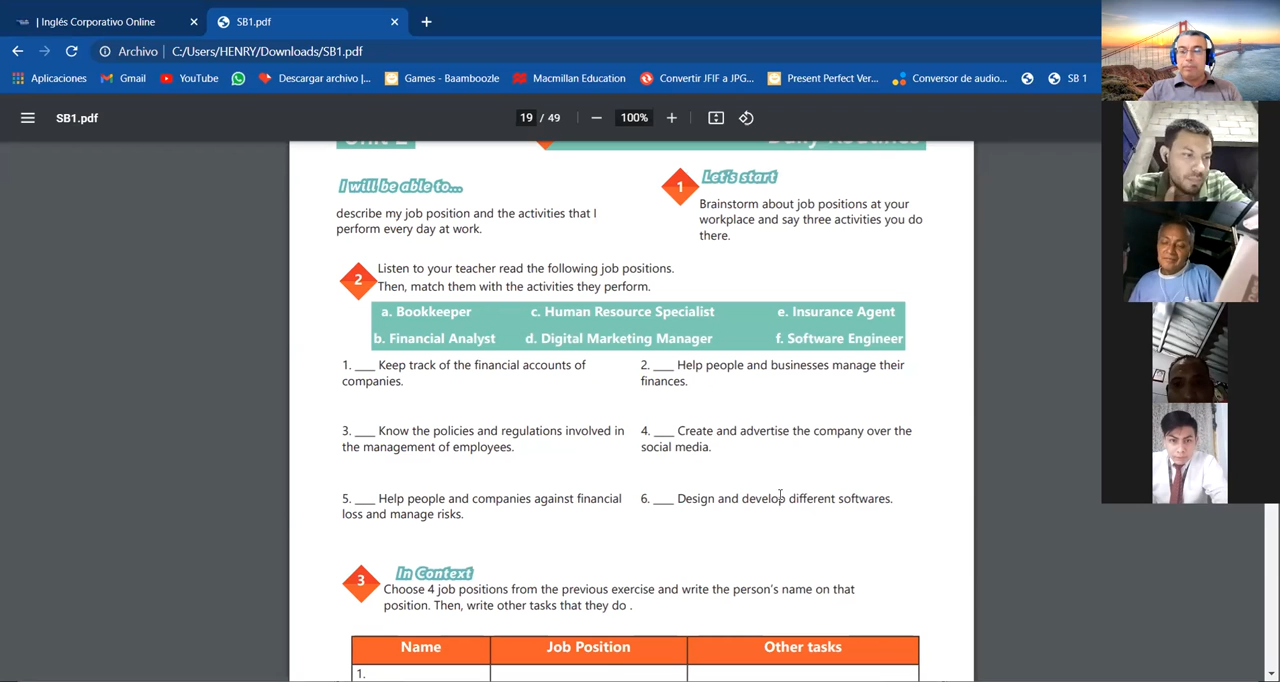 | Inglés Corporativo Online
SB1.pdf
Archivo | C:/Users/HENRY/Downloads/SB1.pdf
Aplicaciones Gmail YouTube Descargar archivo |... Games - Baamboozle Macmillan Education Convertir JFIF a JPG... Present Perfect Ver... Conversor de audio... SB 1
SB1.pdf 19 / 49 100%
Unit 2 Daily Routines
I will be able to...
describe my job position and the activities that I
perform every day at work.
1 Let's start
Brainstorm about job positions at your
workplace and say three activities you do
there.
2 Listen to your teacher read the following job positions.
Then, match them with the activities they perform.
a. Bookkeeper c. Human Resource Specialist e. Insurance Agent
b. Financial Analyst d. Digital Marketing Manager f. Software Engineer
1. ___ Keep track of the financial accounts of
companies.
2. ___ Help people and businesses manage their
finances.
3. ___ Know the policies and regulations involved in
the management of employees.
4. ___ Create and advertise the company over the
social media.
5. ___ Help people and companies against financial
loss and manage risks.
6. ___ Design and develop different softwares.
3 In Context
Choose 4 job positions from the previous exercise and write the person's name on that
position. Then, write other tasks that they do .
Name Job Position Other tasks
1.